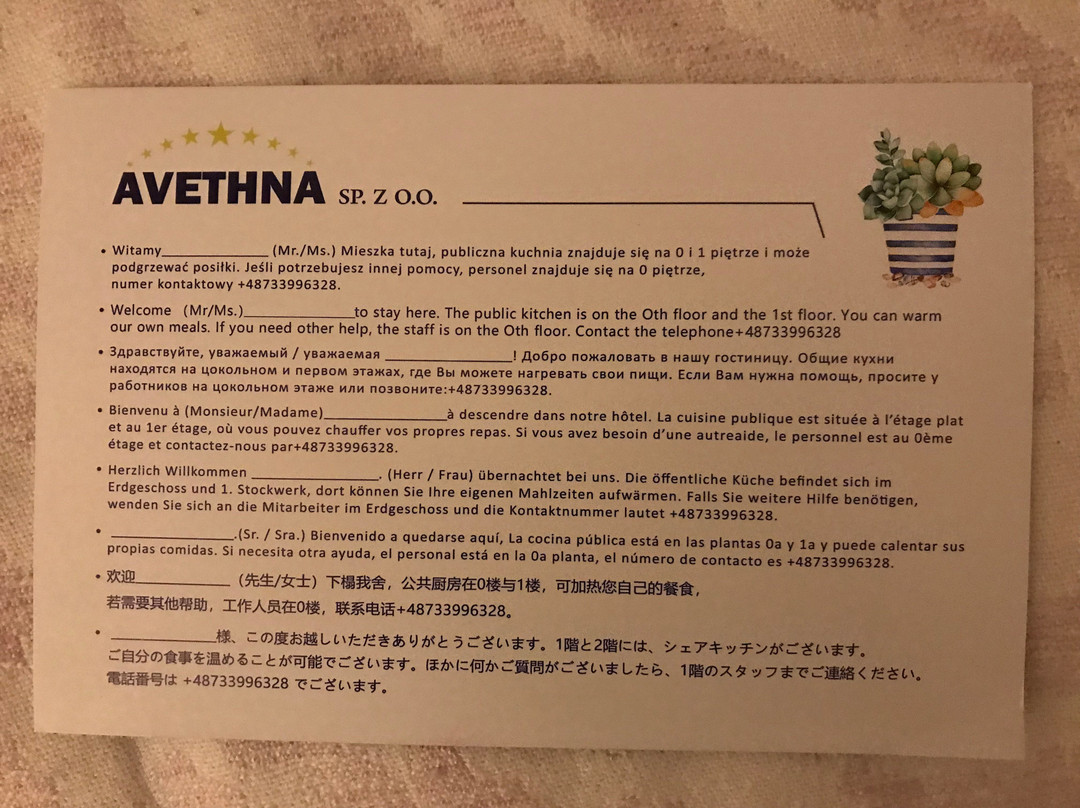 AVETHNA SP. Z O.O.
• Witamy_______________ (Mr./Ms.) Mieszka tutaj, publiczna kuchnia znajduje się na 0 i 1 piętrze i może
podgrzewać posiłki. Jeśli potrzebujesz innej pomocy, personel znajduje się na 0 piętrze,
numer kontaktowy +48733996328.
• Welcome (Mr/Ms.)_______________to stay here. The public kitchen is on the Oth floor and the 1st floor. You can warm
our own meals. If you need other help, the staff is on the Oth floor. Contact the telephone+48733996328
• Здравствуйте, уважаемый / уважаемая _________________! Добро пожаловать в нашу гостиницу. Общие кухни
находятся на цокольном и первом этажах, где Вы можете нагревать свои пищи. Если Вам нужна помощь, просите у
работников на цокольном этаже или позвоните:+48733996328.
• Bienvenu à (Monsieur/Madame)_________________à descendre dans notre hôtel. La cuisine publique est située à l’étage plat
et au 1er étage, où vous pouvez chauffer vos propres repas. Si vous avez besoin d’une autreaide, le personnel est au 0ème
étage et contactez-nous par+48733996328.
• Herzlich Willkommen _________________. (Herr / Frau) übernachtet bei uns. Die öffentliche Küche befindet sich im
Erdgeschoss und 1. Stockwerk, dort können Sie Ihre eigenen Mahlzeiten aufwärmen. Falls Sie weitere Hilfe benötigen,
wenden Sie sich an die Mitarbeiter im Erdgeschoss und die Kontaktnummer lautet +48733996328.
• _________________.(Sr. / Sra.) Bienvenido a quedarse aquí, La cocina pública está en las plantas 0a y 1a y puede calentar sus
propias comidas. Si necesita otra ayuda, el personal está en la 0a planta, el número de contacto es +48733996328.
• 欢迎_____________（先生/女士）下榻我舍，公共厨房在0楼与1楼，可加热您自己的餐食，
若需要其他帮助，工作人员在0楼，联系电话+48733996328。
• ______________様、この度お越しいただきありがとうございます。1階と2階には、シェアキッチンがございます。
ご自分の食事を温めることが可能でございます。ほかに何かご質問がございましたら、1階のスタッフまでご連絡ください。
電話番号は +48733996328 でございます。